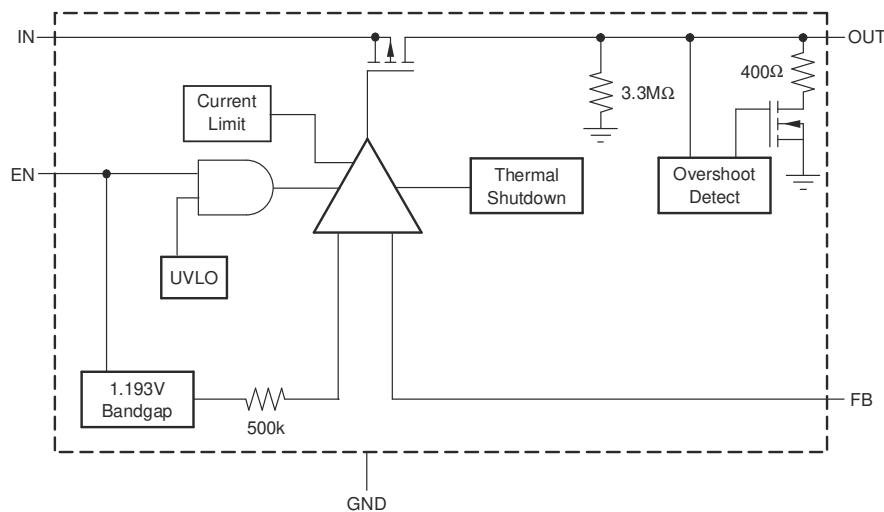 IN
OUT
400Ω
3.3MΩ
Current
Limit
EN
Thermal
Shutdown
Overshoot
Detect
UVLO
1.193V
Bandgap
500k
FB
GND